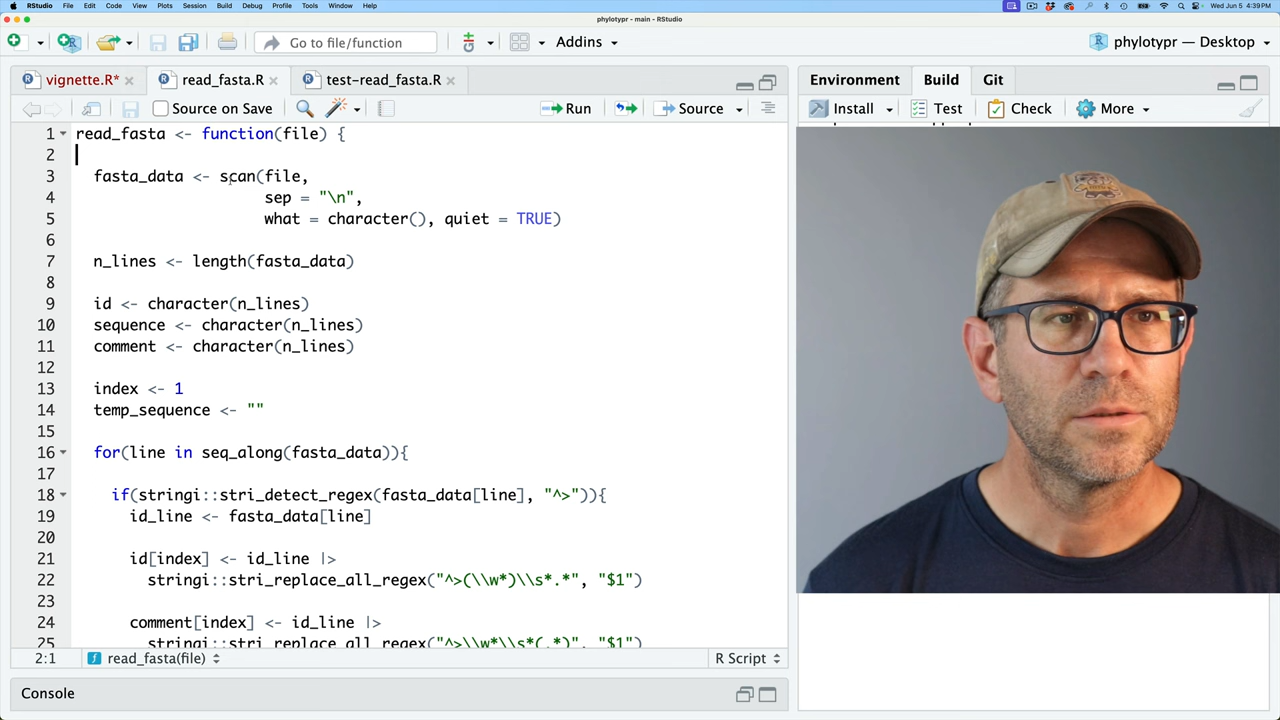 RStudio File Edit Code View Plots Session Build Debug Profile Tools Window Help Wed Jun 5 4:39 PM
phylotypr - main - RStudio
Go to file/function Addins phylotypr — Desktop
vignette.R* read_fasta.R test-read_fasta.R Environment Build Git
Source on Save Run Source Install Test Check More
1 read_fasta <- function(file) {
2
3 fasta_data <- scan(file,
4 sep = "\n",
5 what = character(), quiet = TRUE)
6
7 n_lines <- length(fasta_data)
8
9 id <- character(n_lines)
10 sequence <- character(n_lines)
11 comment <- character(n_lines)
12
13 index <- 1
14 temp_sequence <- ""
15
16 for(line in seq_along(fasta_data)){
17
18 if(stringi::stri_detect_regex(fasta_data[line], "^>")){
19 id_line <- fasta_data[line]
20
21 id[index] <- id_line |>
22 stringi::stri_replace_all_regex("^>(\\w*)\\s*.*", "$1")
23
24 comment[index] <- id_line |>
25 stringi::stri_replace_all_regex("^>\\w*\\s*(.*)", "$1")
2:1 read_fasta(file) R Script
Console